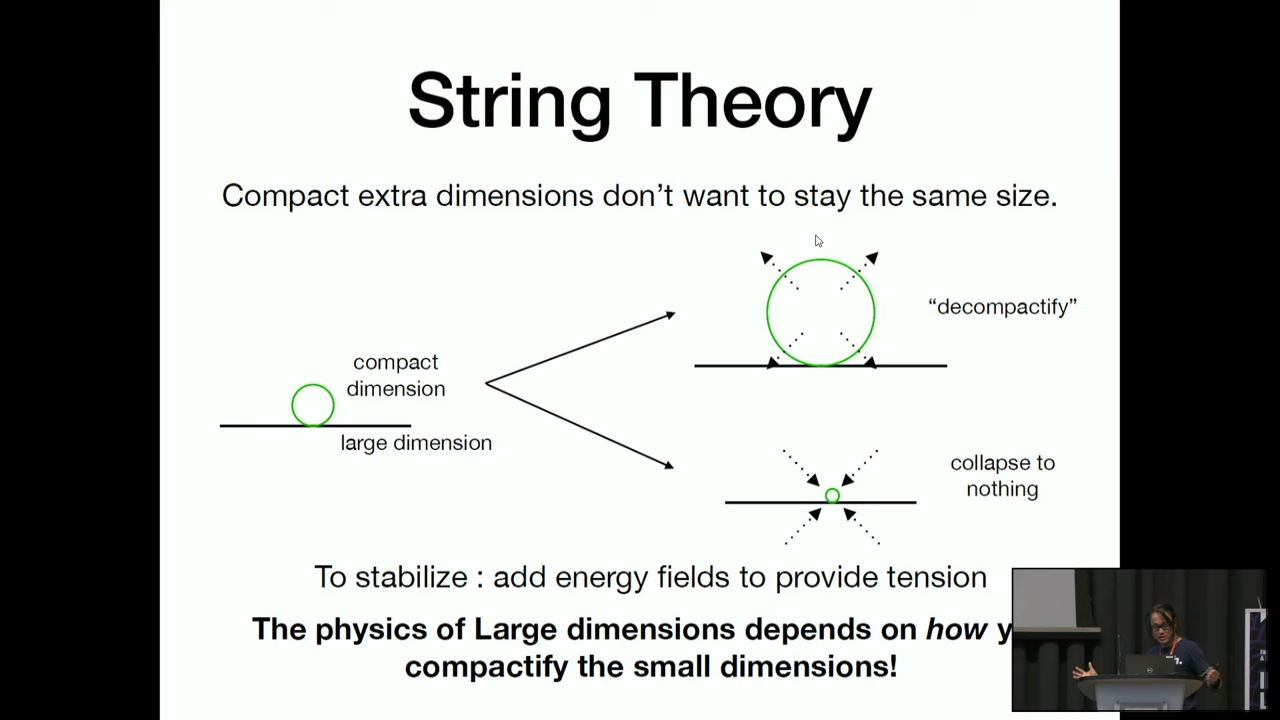 String Theory
Compact extra dimensions don’t want to stay the same size.
“decompactify”
compact
dimension
large dimension
collapse to
nothing
To stabilize : add energy fields to provide tension
The physics of Large dimensions depends on how
compactify the small dimensions!